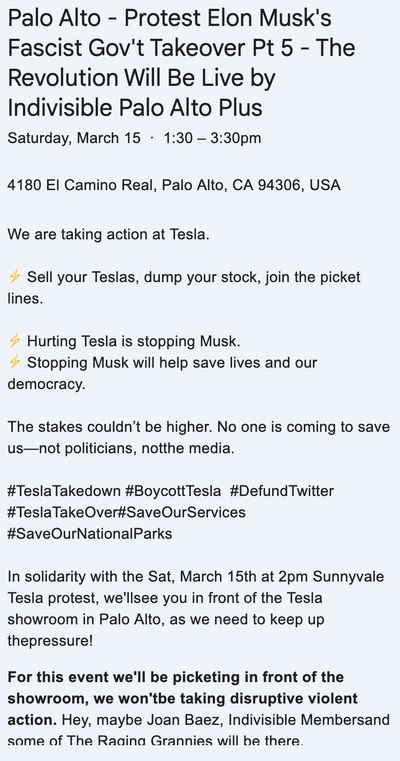 Palo Alto - Protest Elon Musk's
Fascist Gov't Takeover Pt 5 - The
Revolution Will Be Live by
Indivisible Palo Alto Plus
Saturday, March 15 · 1:30 – 3:30pm
4180 El Camino Real, Palo Alto, CA 94306, USA
We are taking action at Tesla.
⚡ Sell your Teslas, dump your stock, join the picket
lines.
⚡ Hurting Tesla is stopping Musk.
⚡ Stopping Musk will help save lives and our
democracy.
The stakes couldn’t be higher. No one is coming to save
us—not politicians, notthe media.
#TeslaTakedown #BoycottTesla  #DefundTwitter
#TeslaTakeOver#SaveOurServices
#SaveOurNationalParks
In solidarity with the Sat, March 15th at 2pm Sunnyvale
Tesla protest, we'llsee you in front of the Tesla
showroom in Palo Alto, as we need to keep up
thepressure!
For this event we'll be picketing in front of the
showroom, we won'tbe taking disruptive violent
action. Hey, maybe Joan Baez, Indivisible Membersand
some of The Raging Grannies will be there.